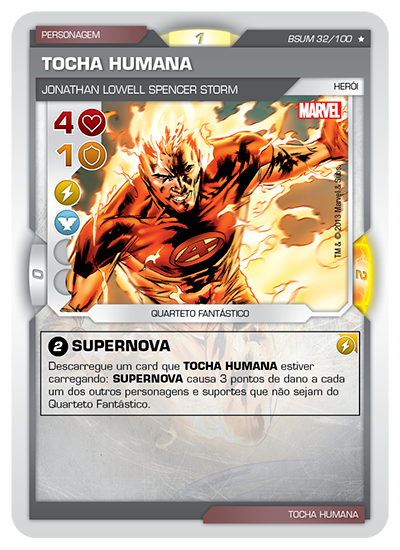 PERSONAGEM
1
BSUM 32/100 ★
TOCHA HUMANA
JONATHAN LOWELL SPENCER STORM
HERÓI
4
MARVEL
1
TM & © 2013 Marvel & Subs.
4
0
2
QUARTETO FANTÁSTICO
2 SUPERNOVA
Descarregue um card que TOCHA HUMANA estiver
carregando: SUPERNOVA causa 3 pontos de dano a cada
um dos outros personagens e suportes que não sejam do
Quarteto Fantástico.
TOCHA HUMANA